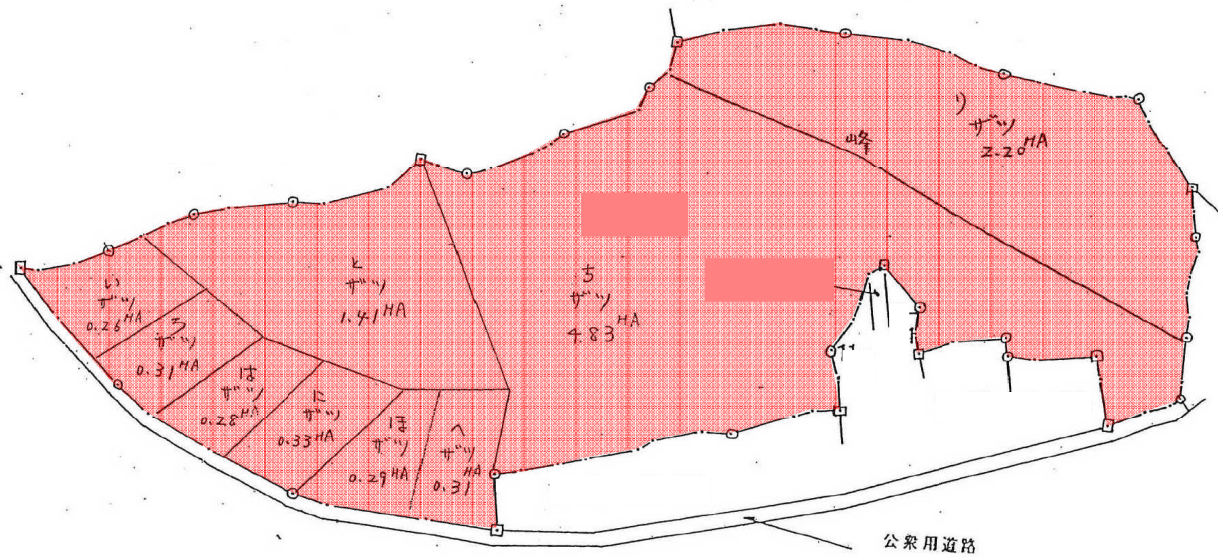 り
ザツ
2.20HA
峰
と
ザツ
1.41HA
ち
ザツ
4.83HA
い
ザツ
0.26HA
ろ
ザツ
0.31HA
は
ザツ
0.28HA
に
ザツ
0.33HA
ほ
ザツ
0.29HA
へ
ザツ
0.31HA
公衆用道路